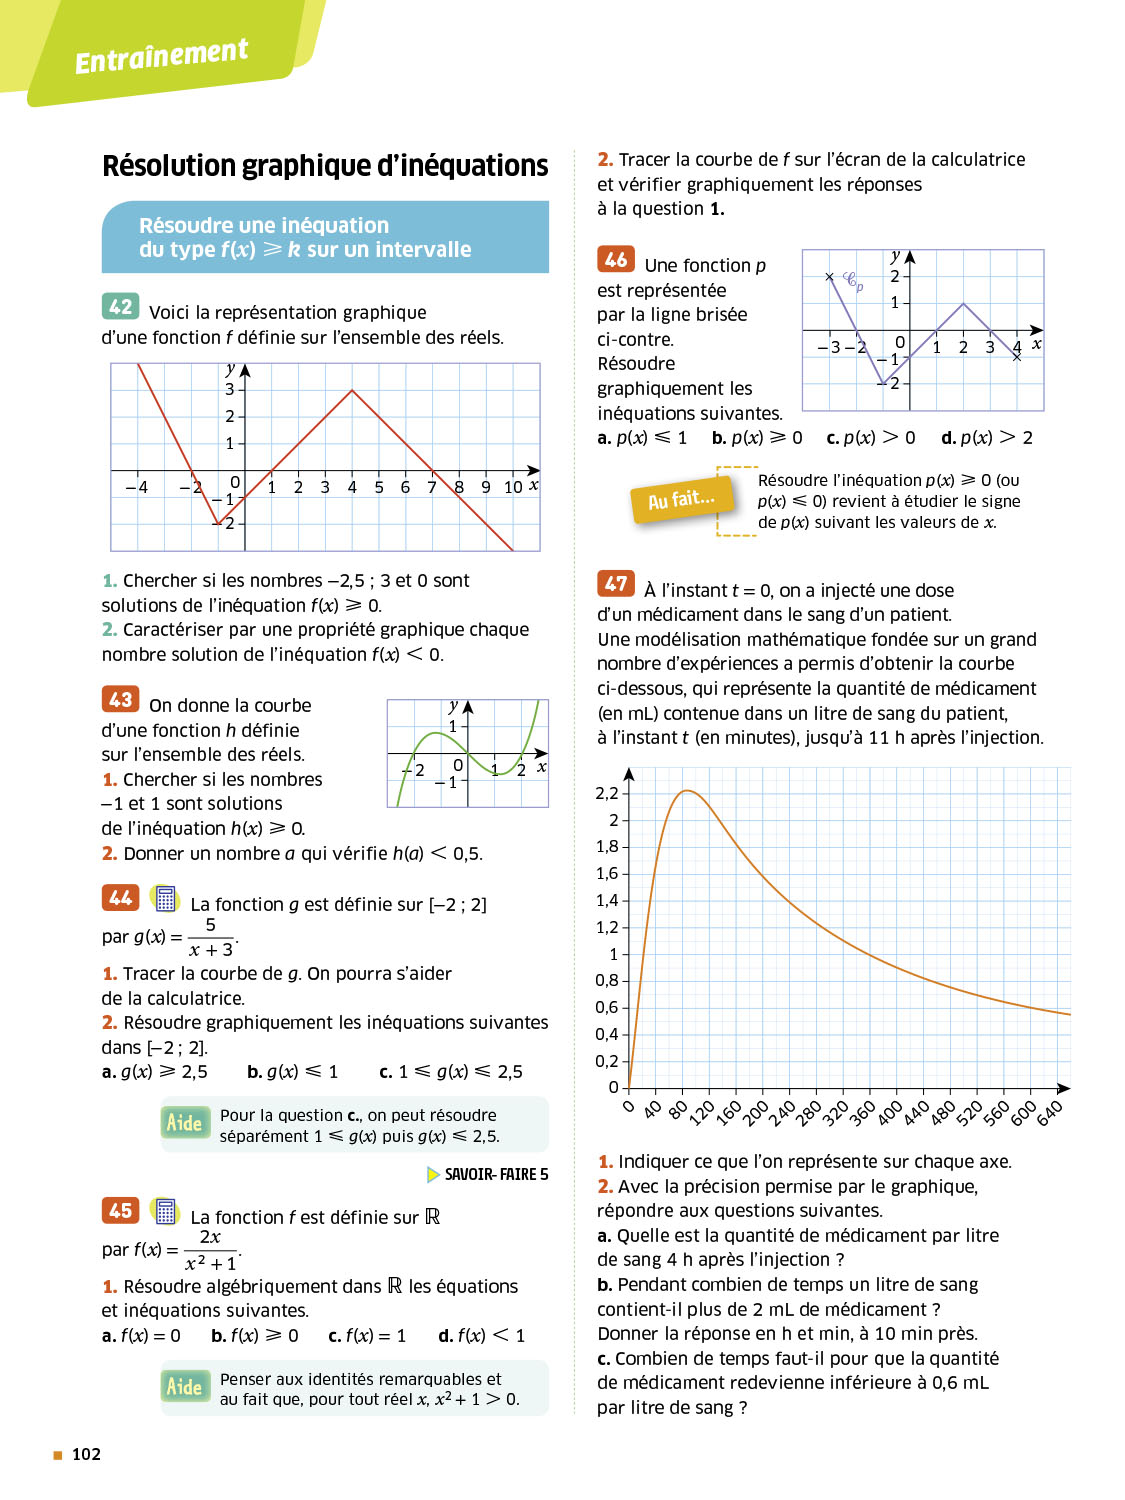 Entraînement
Résolution graphique d’inéquations
Résoudre une inéquation
du type f(x) ⩾ k sur un intervalle
42 Voici la représentation graphique
d’une fonction f définie sur l’ensemble des réels.
y
3
2
1
−4 −2 0 1 2 3 4 5 6 7 8 9 10 x
−1
−2
1. Chercher si les nombres −2,5 ; 3 et 0 sont
solutions de l’inéquation f(x) ⩾ 0.
2. Caractériser par une propriété graphique chaque
nombre solution de l’inéquation f(x) < 0.
43 On donne la courbe
d’une fonction h définie
sur l’ensemble des réels.
1. Chercher si les nombres
−1 et 1 sont solutions
de l’inéquation h(x) ⩾ 0.
2. Donner un nombre a qui vérifie h(a) < 0,5.
y
1
−2 0 1 2 x
−1
44 La fonction g est définie sur [−2 ; 2]
par g(x) = 5/(x + 3).
1. Tracer la courbe de g. On pourra s’aider
de la calculatrice.
2. Résoudre graphiquement les inéquations suivantes
dans [−2 ; 2].
a. g(x) ⩾ 2,5 b. g(x) ⩽ 1 c. 1 ⩽ g(x) ⩽ 2,5
Aide Pour la question c., on peut résoudre
séparément 1 ⩽ g(x) puis g(x) ⩽ 2,5.
SAVOIR-FAIRE 5
45 La fonction f est définie sur ℝ
par f(x) = 2x/(x² + 1).
1. Résoudre algébriquement dans ℝ les équations
et inéquations suivantes.
a. f(x) = 0 b. f(x) ⩾ 0 c. f(x) = 1 d. f(x) < 1
Aide Penser aux identités remarquables et
au fait que, pour tout réel x, x² + 1 > 0.
2. Tracer la courbe de f sur l’écran de la calculatrice
et vérifier graphiquement les réponses
à la question 1.
46 Une fonction p
est représentée
par la ligne brisée
ci-contre.
Résoudre
graphiquement les
inéquations suivantes.
y
𝒞p
2
1
−3 −2 0 1 2 3 4 x
−1
−2
a. p(x) ⩽ 1 b. p(x) ⩾ 0 c. p(x) > 0 d. p(x) > 2
Au fait... Résoudre l’inéquation p(x) ⩾ 0 (ou
p(x) ⩽ 0) revient à étudier le signe
de p(x) suivant les valeurs de x.
47 À l’instant t = 0, on a injecté une dose
d’un médicament dans le sang d’un patient.
Une modélisation mathématique fondée sur un grand
nombre d’expériences a permis d’obtenir la courbe
ci-dessous, qui représente la quantité de médicament
(en mL) contenue dans un litre de sang du patient,
à l’instant t (en minutes), jusqu’à 11 h après l’injection.
2,2
2
1,8
1,6
1,4
1,2
1
0,8
0,6
0,4
0,2
0
0 40 80 120 160 200 240 280 320 360 400 440 480 520 560 600 640
1. Indiquer ce que l’on représente sur chaque axe.
2. Avec la précision permise par le graphique,
répondre aux questions suivantes.
a. Quelle est la quantité de médicament par litre
de sang 4 h après l’injection ?
b. Pendant combien de temps un litre de sang
contient-il plus de 2 mL de médicament ?
Donner la réponse en h et min, à 10 min près.
c. Combien de temps faut-il pour que la quantité
de médicament redevienne inférieure à 0,6 mL
par litre de sang ?
102